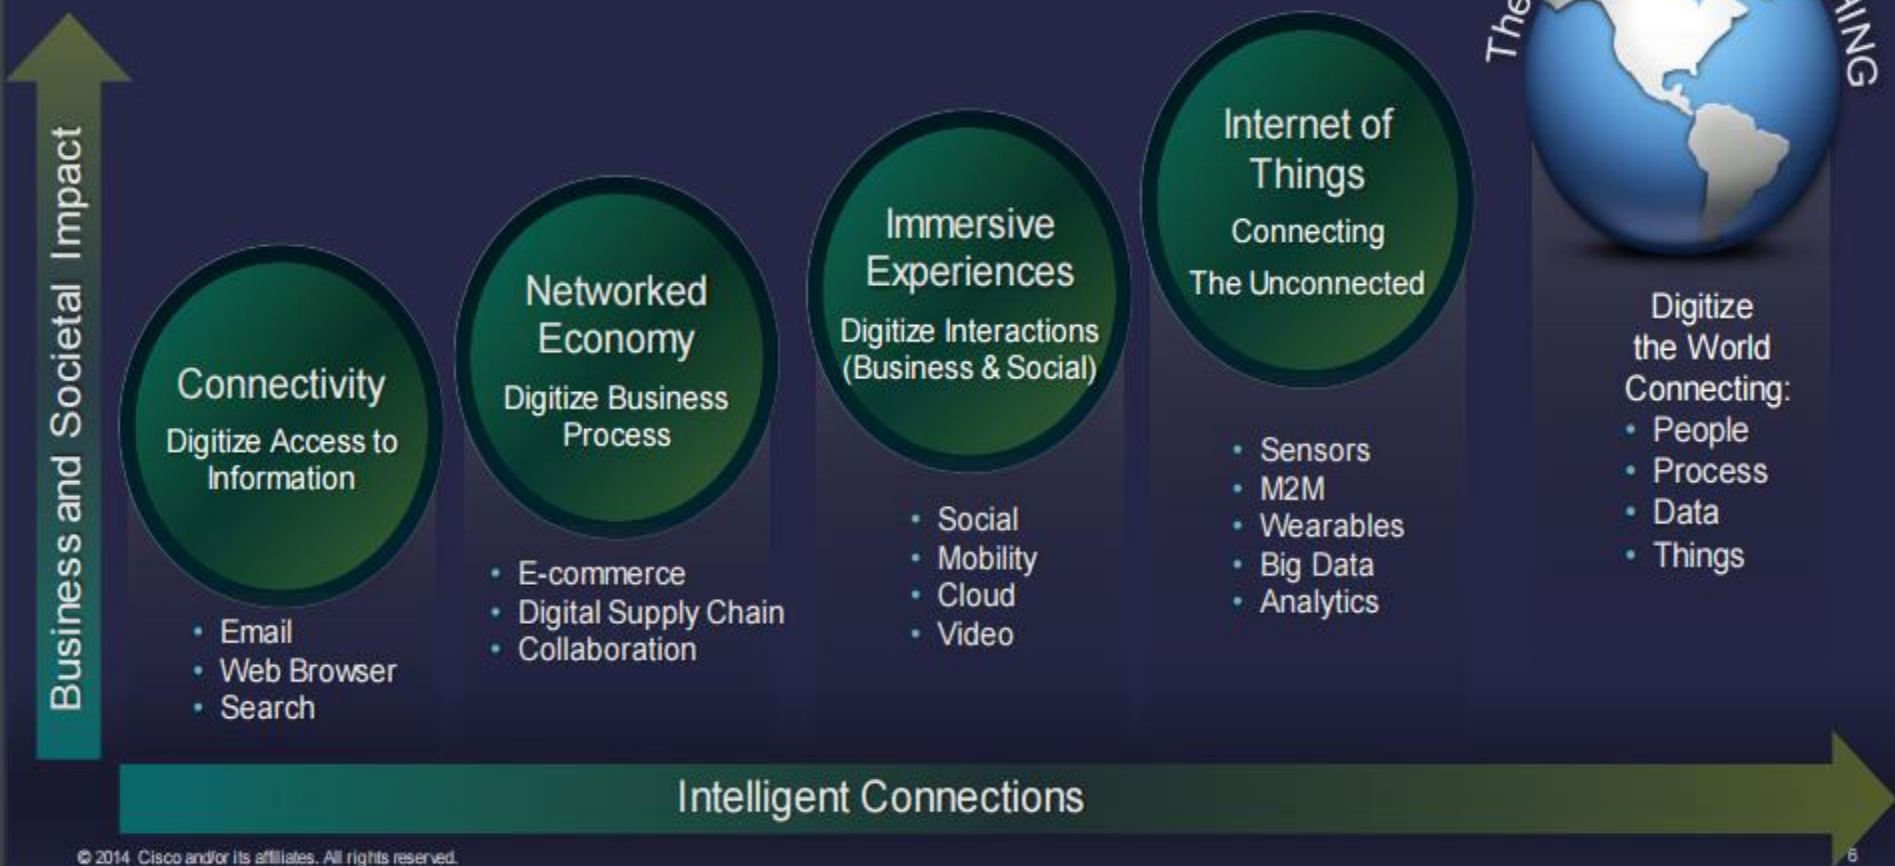 Business and Societal Impact
Connectivity
Digitize Access to
Information
Email
Web Browser
Search
Networked
Economy
Digitize Business
Process
E-commerce
Digital Supply Chain
Collaboration
Immersive
Experiences
Digitize Interactions
(Business & Social)
Social
Mobility
Cloud
Video
Internet of
Things
Connecting
The Unconnected
Sensors
M2M
Wearables
Big Data
Analytics
The
HING
Digitize
the World
Connecting:
People
Process
Data
Things
Intelligent Connections
© 2014 Cisco and/or its affiliates. All rights reserved.
6